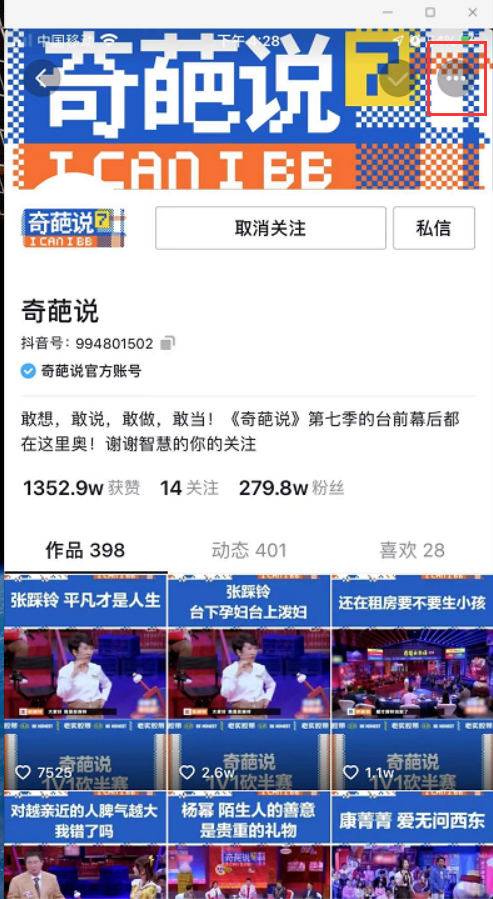 中国移动
下午4:28
奇葩说
7
I CAN I BB
奇葩说7
I CAN I BB
取消关注
私信
奇葩说
抖音号：994801502
奇葩说官方账号
敢想，敢说，敢做，敢当！《奇葩说》第七季的台前幕后都
在这里奥！谢谢智慧的你的关注
1352.9w 获赞 14 关注 279.8w 粉丝
作品 398
动态 401
喜欢 28
张踩铃 平凡才是人生
张踩铃
台下孕妇台上泼妇
还在租房要不要生小孩
奇葩说
1V1砍半赛
7525
奇葩说
1V1砍半赛
2.6w
奇葩说
1V1砍半赛
1.1w
对越亲近的人脾气越大
我错了吗
杨幂 陌生人的善意
是贵重的礼物
康菁菁 爱无问西东